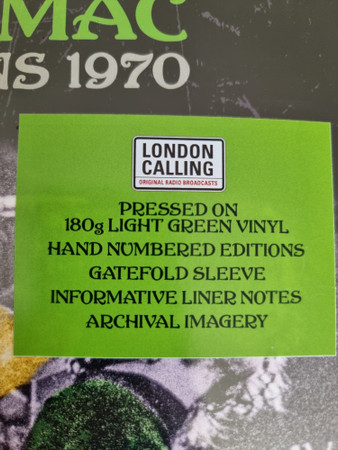 MAC
NS 1970
LONDON
CALLING
ORIGINAL RADIO BROADCASTS
PRESSED ON
180g LIGHT GREEN VINYL
HAND NUMBERED EDITIONS
GATEFOLD SLEEVE
INFORMATIVE LINER NOTES
ARCHIVAL IMAGERY